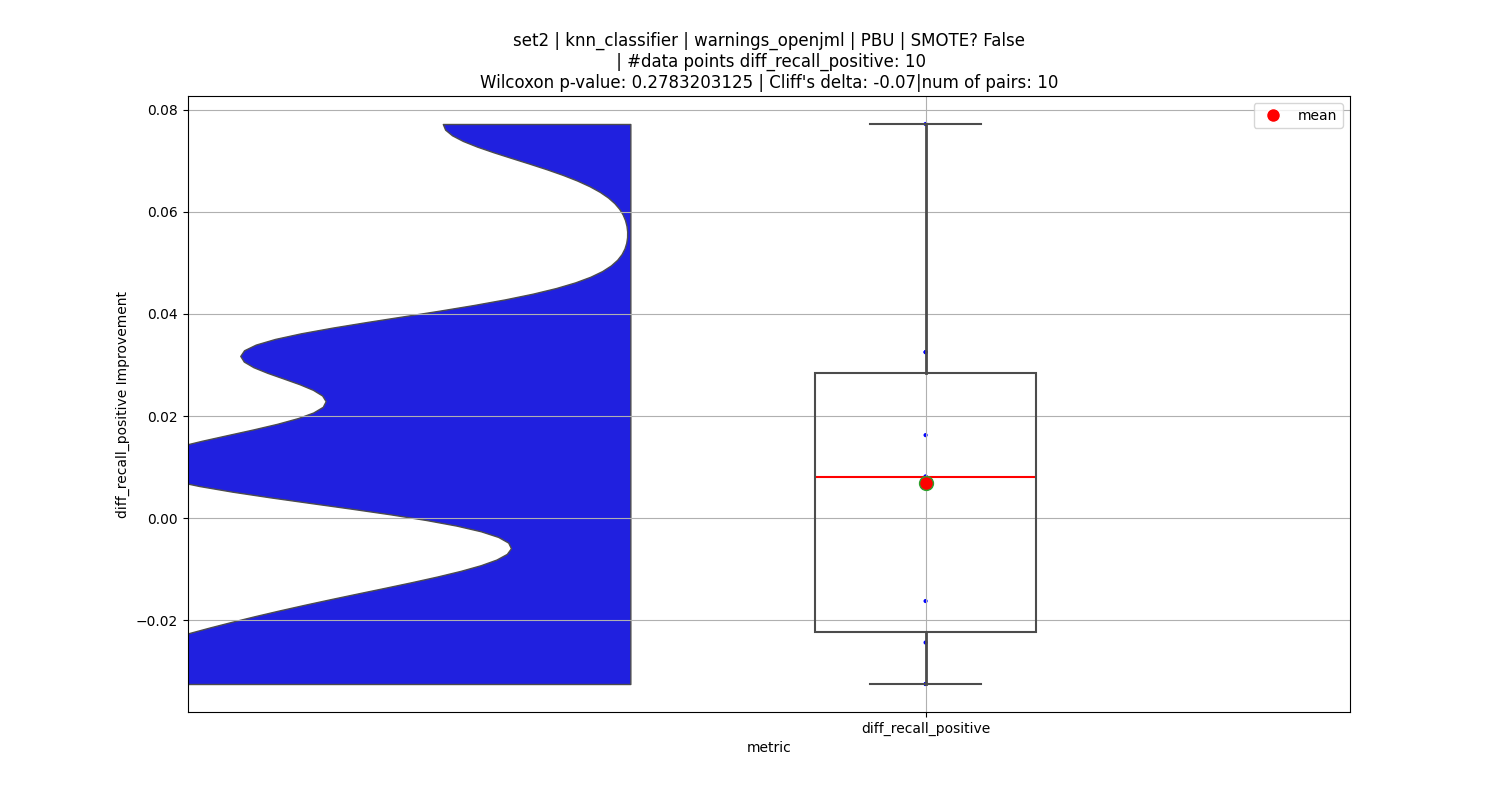 set2 | knn_classifier | warnings_openjml | PBU | SMOTE? False
| #data points diff_recall_positive: 10
Wilcoxon p-value: 0.2783203125 | Cliff's delta: -0.07|num of pairs: 10
mean
0.08
0.06
0.04
0.02
0.00
−0.02
diff_recall_positive Improvement
diff_recall_positive
metric